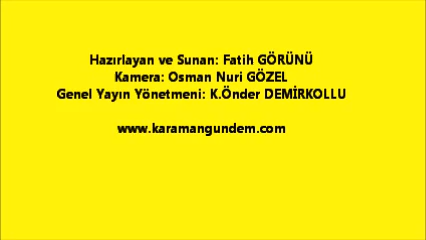 Hazırlayan ve Sunan: Fatih GÖRÜNÜ
Kamera: Osman Nuri GÖZEL
Genel Yayın Yönetmeni: K.Önder DEMİRKOLLU
www.karamangundem.com